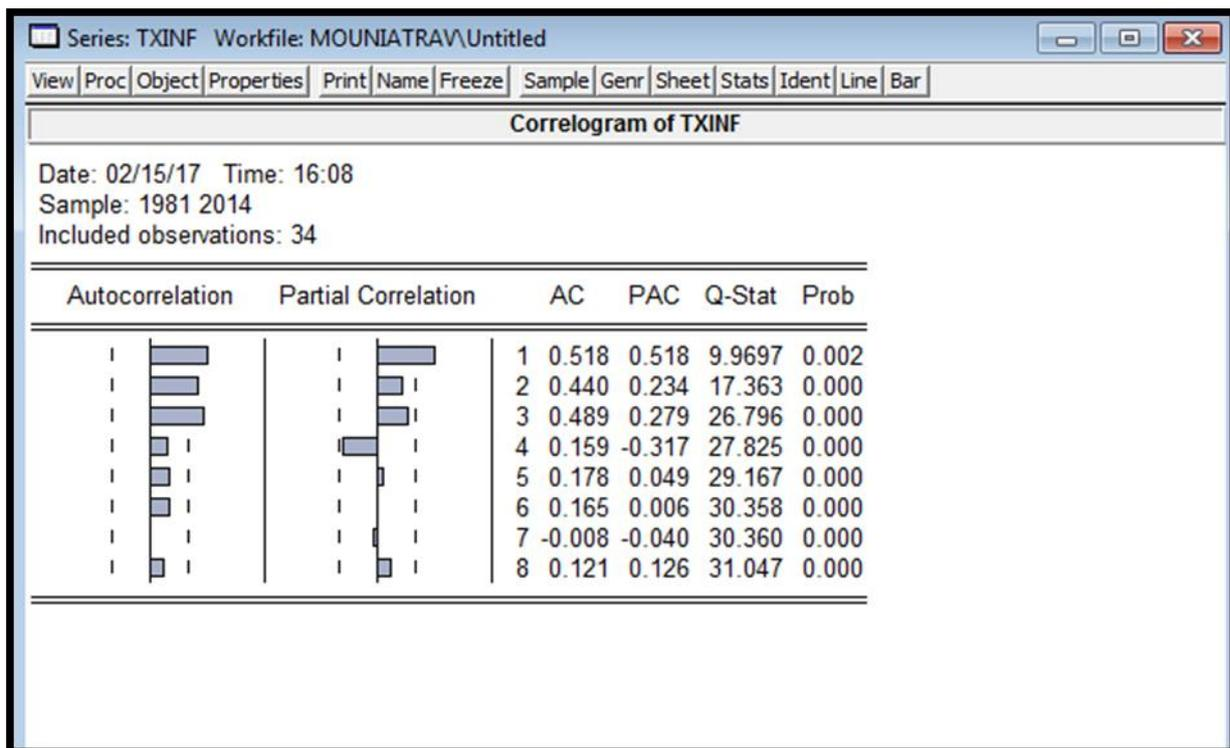 Series: TXINF Workfile: MOUNIATRAV\Untitled
View Proc Object Properties Print Name Freeze Sample Genr Sheet Stats Ident Line Bar
Correlogram of TXINF
Date: 02/15/17 Time: 16:08
Sample: 1981 2014
Included observations: 34
Autocorrelation Partial Correlation AC PAC Q-Stat Prob
1 0.518 0.518 9.9697 0.002
2 0.440 0.234 17.363 0.000
3 0.489 0.279 26.796 0.000
4 0.159 -0.317 27.825 0.000
5 0.178 0.049 29.167 0.000
6 0.165 0.006 30.358 0.000
7 -0.008 -0.040 30.360 0.000
8 0.121 0.126 31.047 0.000